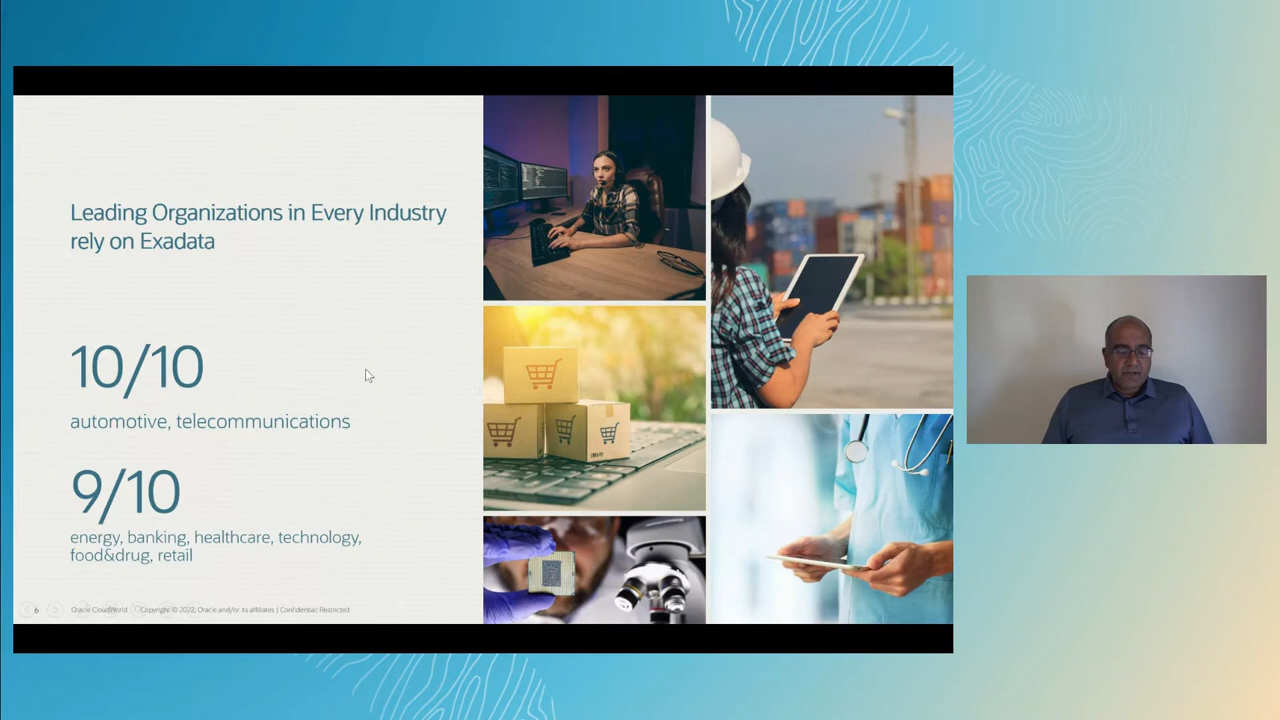 Leading Organizations in Every Industry
rely on Exadata
10/10
automotive, telecommunications
9/10
energy, banking, healthcare, technology,
food&drug, retail
6
Oracle CloudWorld
Copyright © 2022, Oracle and/or its affiliates | Confidential: Restricted